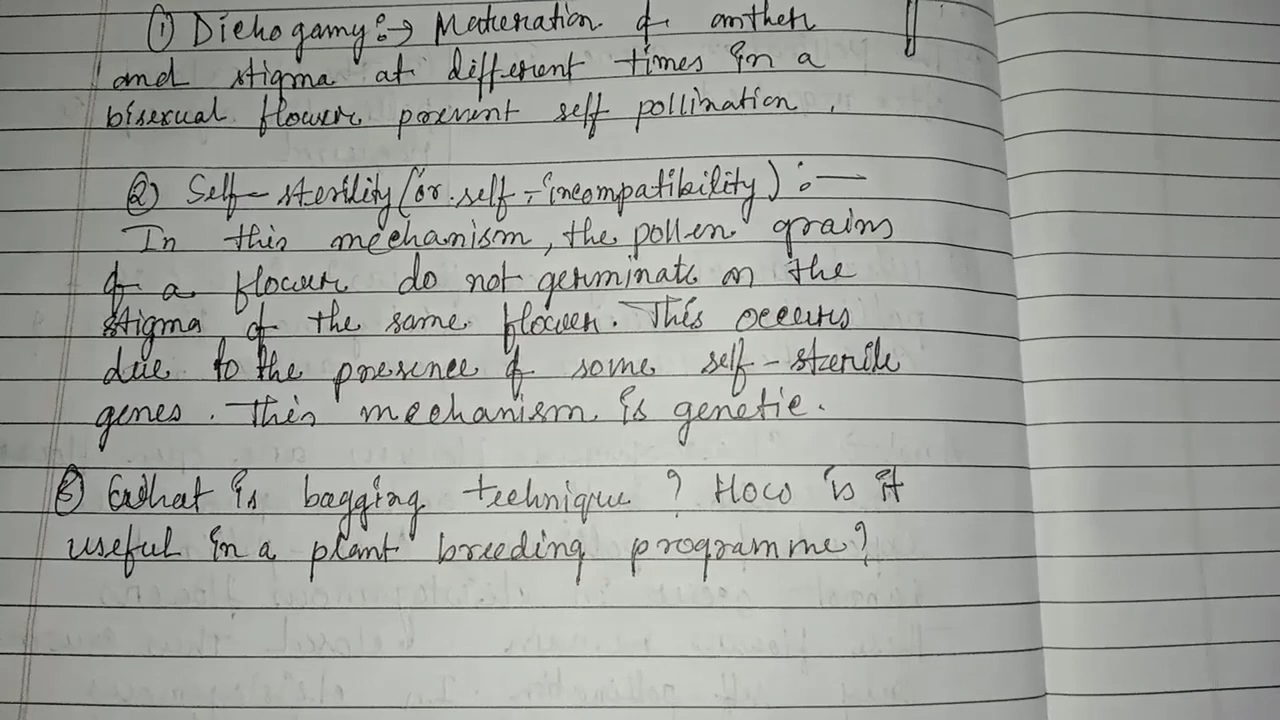 ① Dichogamy :→ Maturation of anther
and stigma at different times in a
bisexual flower prevent self pollination.
② Self-sterility (or self-incompatibility) :—
In this mechanism, the pollen grains
of a flower do not germinate on the
stigma of the same flower. This occurs
due to the presence of some self-sterile
genes. This mechanism is genetic.
What is bagging technique? How is it
useful in a plant breeding programme?